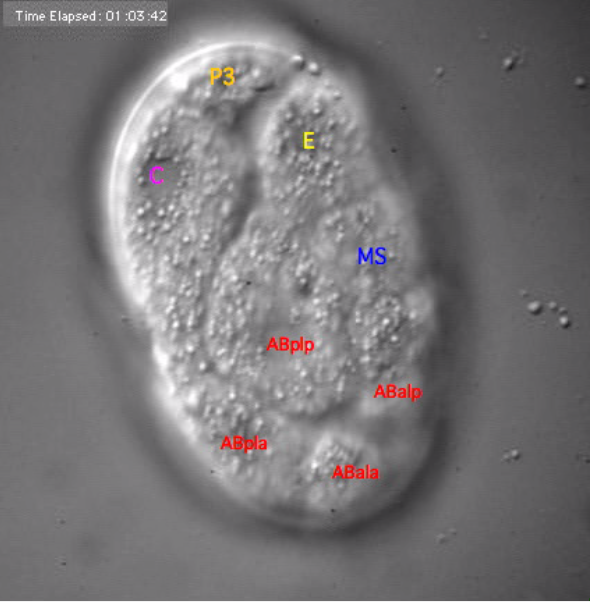 Time Elapsed: 01:03:42
P3
E
C
MS
ABplp
ABalp
ABpla
ABala